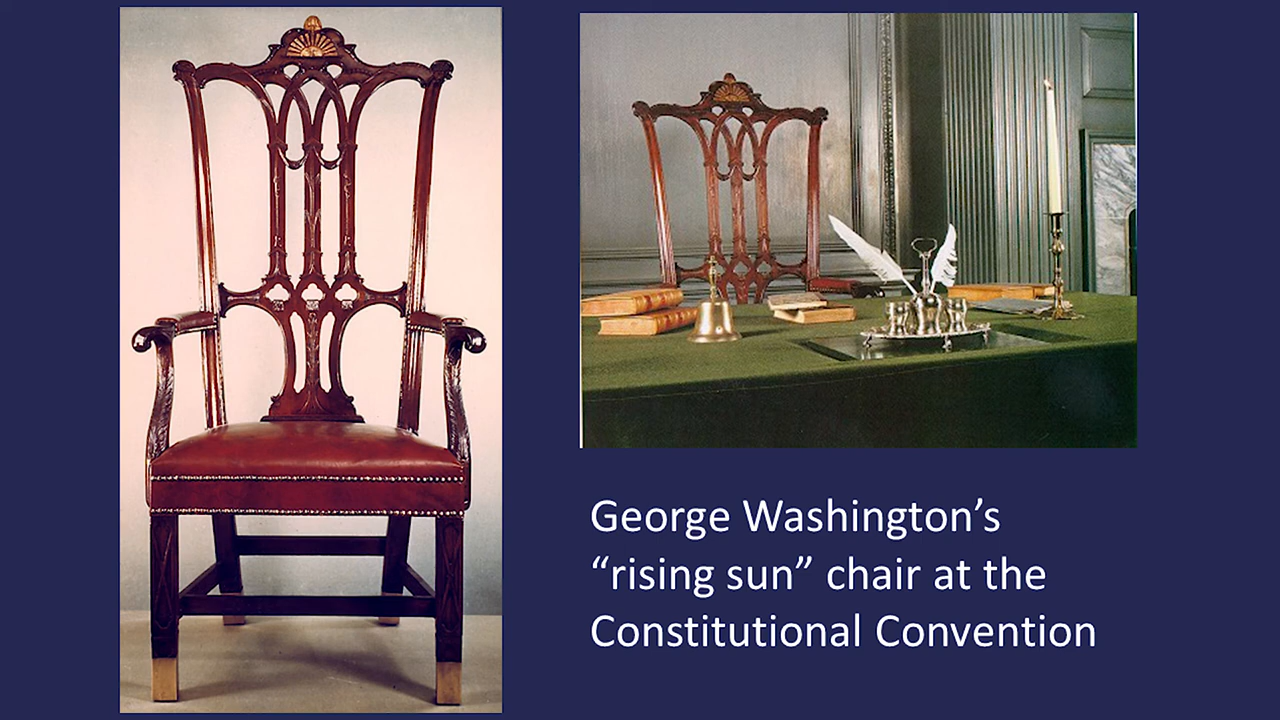 George Washington’s
“rising sun” chair at the
Constitutional Convention